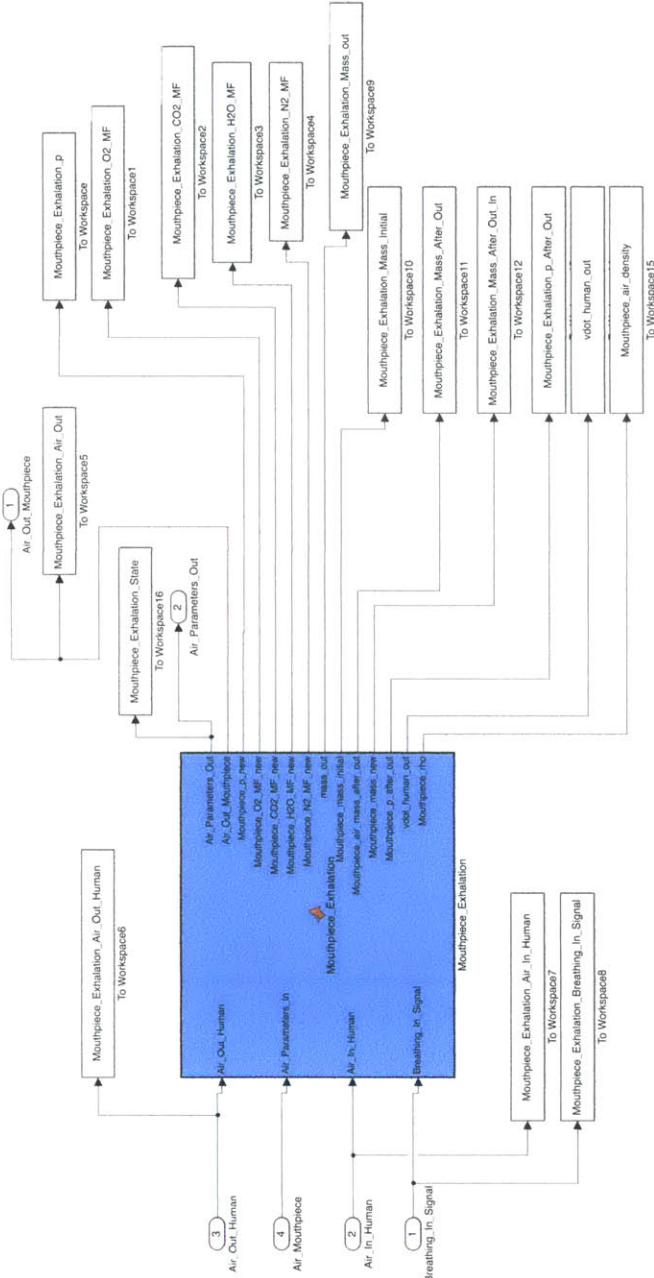 3
Air_Out_Human
4
Air_Mouthpiece
2
Air_In_Human
1
Breathing_In_Signal
Mouthpiece_Exhalation_Air_Out_Human
To Workspace6
Mouthpiece_Exhalation_Air_In_Human
To Workspace7
Mouthpiece_Exhalation_Breathing_In_Signal
To Workspace8
Air_Out_Human
Air_Parameters_In
Air_In_Human
Breathing_In_Signal
Mouthpiece_Exhalation
Air_Parameters_Out
Air_Out_Mouthpiece
Mouthpiece_p_new
Mouthpiece_O2_MF_new
Mouthpiece_CO2_MF_new
Mouthpiece_H2O_MF_new
Mouthpiece_N2_MF_new
mass_out
Mouthpiece_mass_initial
Mouthpiece_air_mass_after_out
Mouthpiece_mass_new
Mouthpiece_p_after_out
vdot_human_out
Mouthpiece_rho
Mouthpiece_Exhalation
Mouthpiece_Exhalation_State
To Workspace16
2
Air_Parameters_Out
1
Air_Out_Mouthpiece
Mouthpiece_Exhalation_Air_Out
To Workspace5
Mouthpiece_Exhalation_p
To Workspace
Mouthpiece_Exhalation_O2_MF
To Workspace1
Mouthpiece_Exhalation_CO2_MF
To Workspace2
Mouthpiece_Exhalation_H2O_MF
To Workspace3
Mouthpiece_Exhalation_N2_MF
To Workspace4
Mouthpiece_Exhalation_Mass_out
To Workspace9
Mouthpiece_Exhalation_Mass_Initial
To Workspace10
Mouthpiece_Exhalation_Mass_After_Out
To Workspace11
Mouthpiece_Exhalation_Mass_After_Out_In
To Workspace12
Mouthpiece_Exhalation_p_After_Out
vdot_human_out
Mouthpiece_air_density
To Workspace15